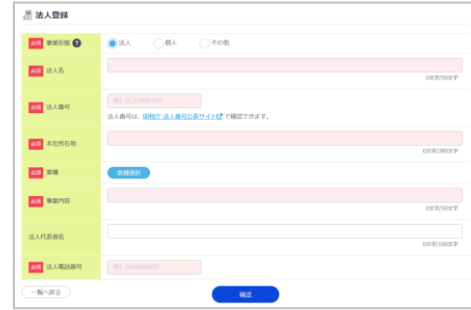 法人登録
必須 事業形態 ? 法人 個人 その他
必須 法人名
0文字/50文字
必須 法人番号 例) 0123456789
法人番号は、国税庁 法人番号公表サイト で確認できます。
必須 本社所在地
0文字/280文字
必須 業種 業種選択
必須 事業内容
0文字/500文字
法人代表者名
0文字/100文字
必須 法人電話番号 例) 000000000
一覧へ戻る 確認